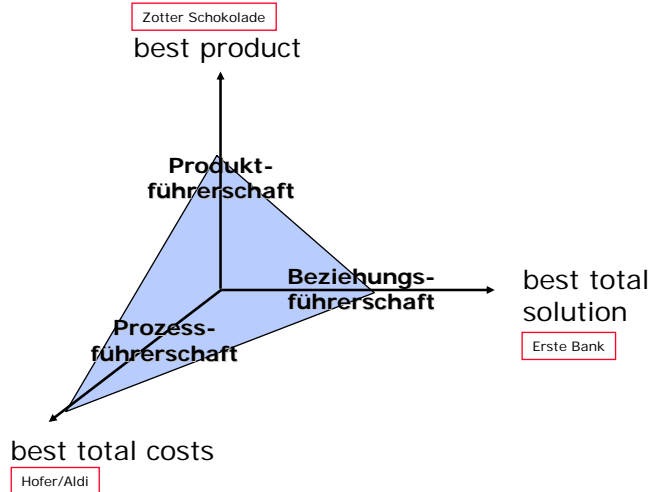 Zotter Schokolade
best product
Produkt-
führerschaft
Beziehungs-
führerschaft
best total
solution
Erste Bank
Prozess-
führerschaft
best total costs
Hofer/Aldi